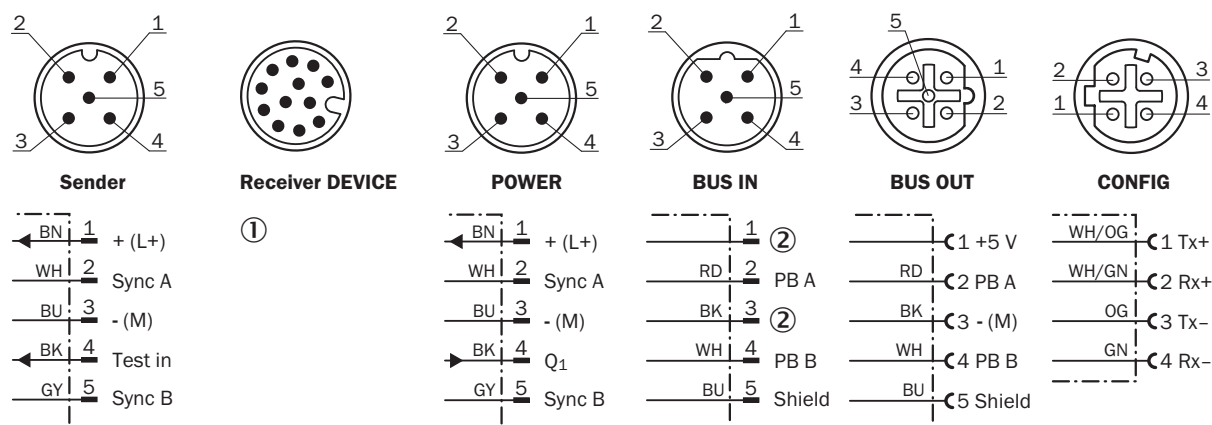 2 1 2 1 2 1 5
5 5 5 4 1 2 3
3 4 3 4 3 4 3 2 1 4
Sender Receiver DEVICE POWER BUS IN BUS OUT CONFIG
BN 1 + (L+) ① BN 1 + (L+) 1 ② 1 +5 V WH/OG 1 Tx+
WH 2 Sync A WH 2 Sync A RD 2 PB A RD 2 PB A WH/GN 2 Rx+
BU 3 - (M) BU 3 - (M) BK 3 ② BK 3 - (M) OG 3 Tx–
BK 4 Test in BK 4 Q1 WH 4 PB B WH 4 PB B GN 4 Rx–
GY 5 Sync B GY 5 Sync B BU 5 Shield BU 5 Shield